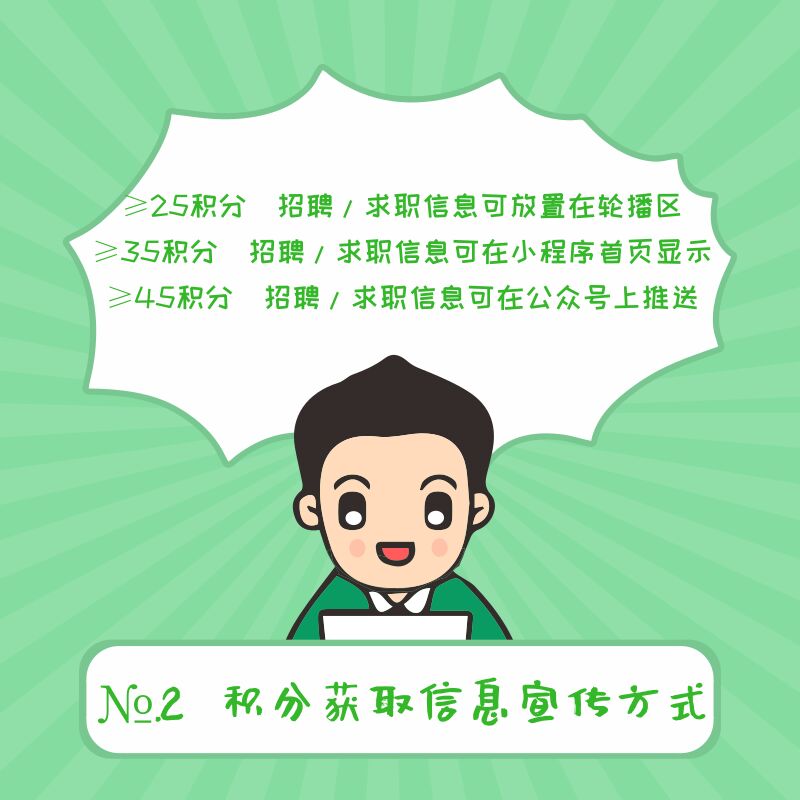 ≥25积分 招聘/求职信息可放置在轮播区
≥35积分 招聘/求职信息可在小程序首页显示
≥45积分 招聘/求职信息可在公众号上推送
№.2 积分获取信息宣传方式